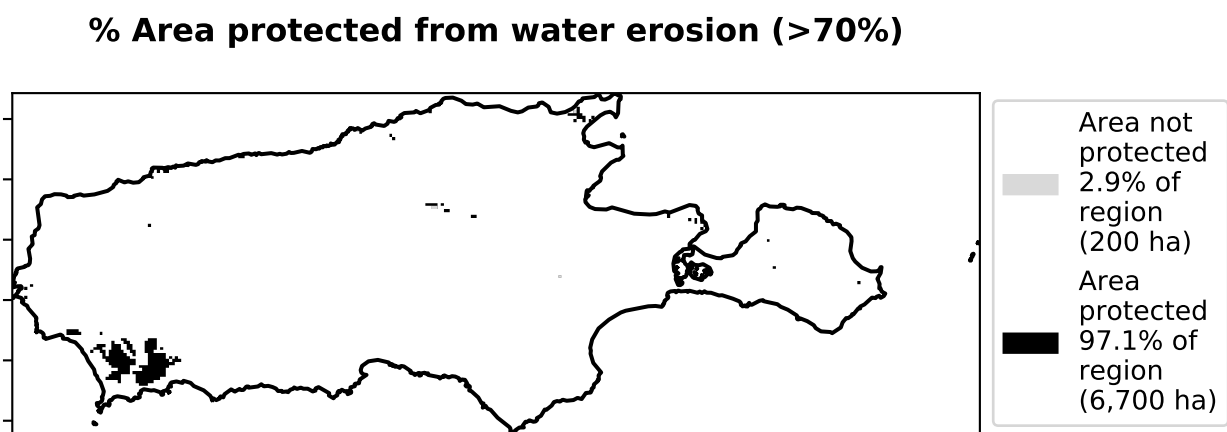 % Area protected from water erosion (>70%)
Area not
protected
2.9% of
region
(200 ha)
Area
protected
97.1% of
region
(6,700 ha)